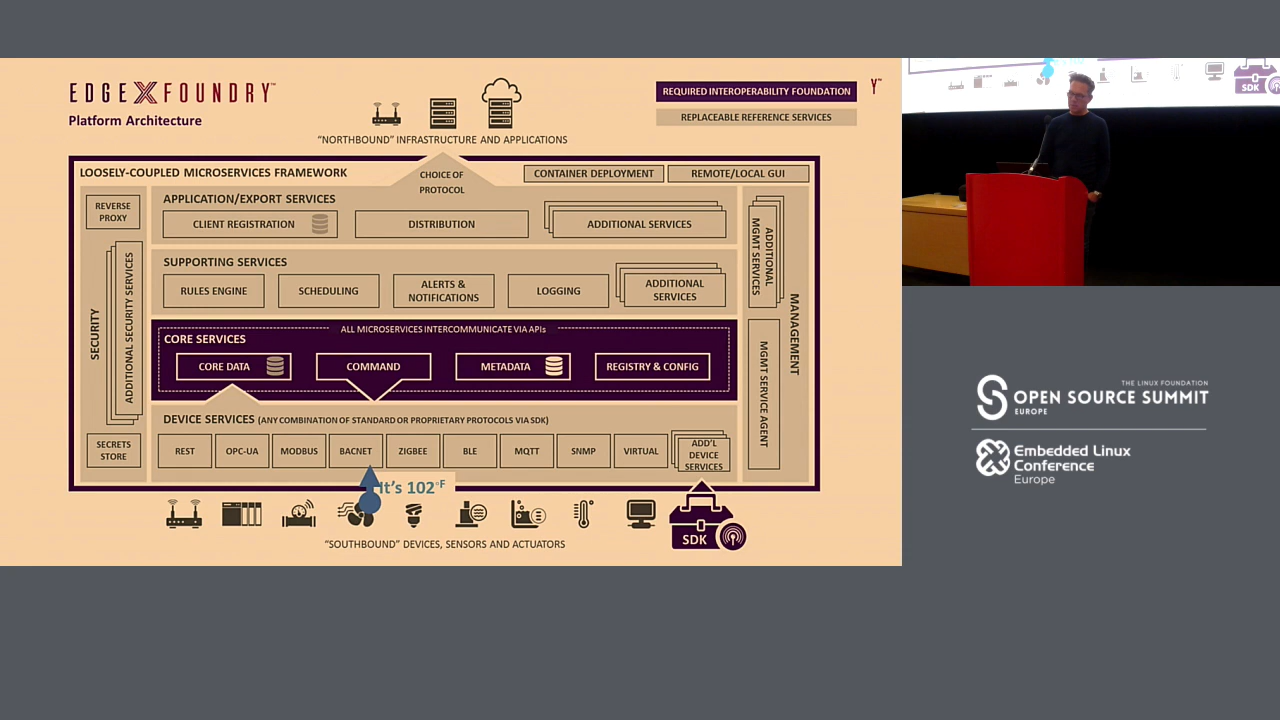 EDGE X FOUNDRY™
Platform Architecture
"NORTHBOUND" INFRASTRUCTURE AND APPLICATIONS
REQUIRED INTEROPERABILITY FOUNDATION
REPLACEABLE REFERENCE SERVICES
Y™
LOOSELY-COUPLED MICROSERVICES FRAMEWORK
CHOICE OF
PROTOCOL
CONTAINER DEPLOYMENT
REMOTE/LOCAL GUI
REVERSE
PROXY
SECURITY
ADDITIONAL SECURITY SERVICES
SECRETS
STORE
APPLICATION/EXPORT SERVICES
CLIENT REGISTRATION
DISTRIBUTION
ADDITIONAL SERVICES
SUPPORTING SERVICES
RULES ENGINE
SCHEDULING
ALERTS &
NOTIFICATIONS
LOGGING
ADDITIONAL
SERVICES
ALL MICROSERVICES INTERCOMMUNICATE VIA APIs
CORE SERVICES
CORE DATA
COMMAND
METADATA
REGISTRY & CONFIG
DEVICE SERVICES (ANY COMBINATION OF STANDARD OR PROPRIETARY PROTOCOLS VIA SDK)
REST
OPC-UA
MODBUS
BACNET
ZIGBEE
BLE
MQTT
SNMP
VIRTUAL
ADD'L
DEVICE
SERVICES
ADDITIONAL
MGMT SERVICES
MANAGEMENT
MGMT SERVICE AGENT
It's 102°F
SDK
"SOUTHBOUND" DEVICES, SENSORS AND ACTUATORS
SDK
THE LINUX FOUNDATION
OPEN SOURCE SUMMIT
EUROPE
Embedded Linux
Conference
Europe